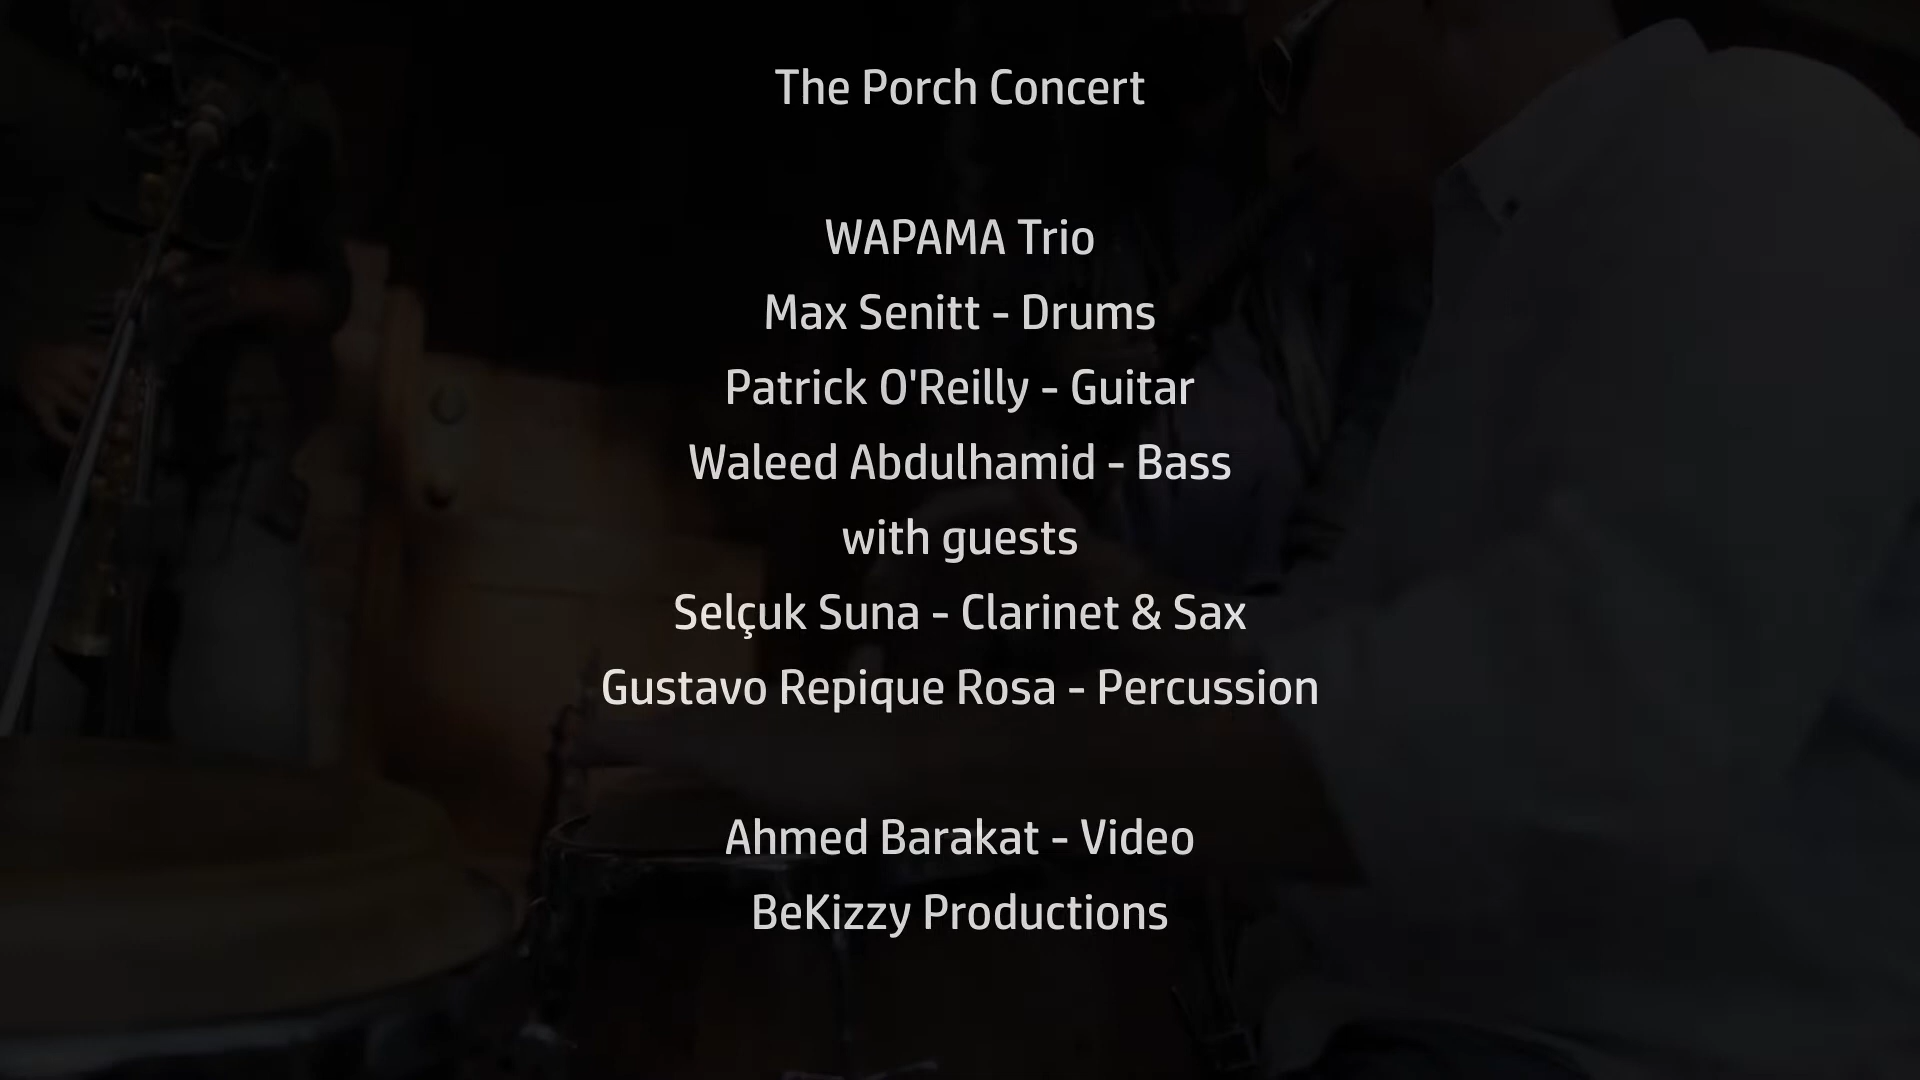 The Porch Concert
WAPAMA Trio
Max Senitt - Drums
Patrick O'Reilly - Guitar
Waleed Abdulhamid - Bass
with guests
Selçuk Suna - Clarinet & Sax
Gustavo Repique Rosa - Percussion
Ahmed Barakat - Video
BeKizzy Productions